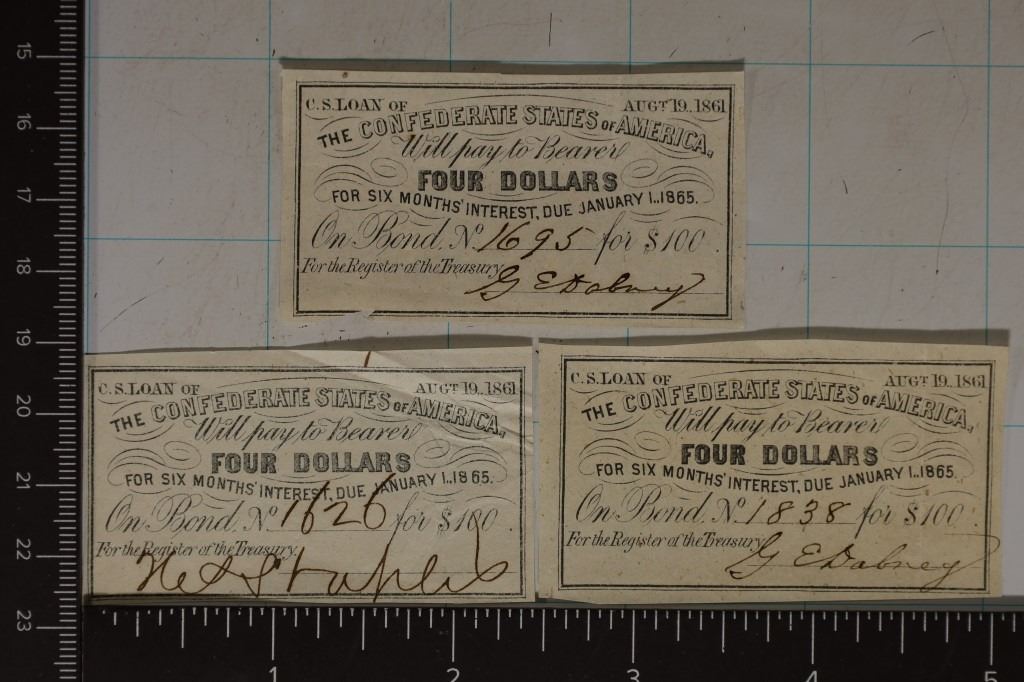 15
16
17
18
19
20
21
22
23
C.S. LOAN OF AUGT 19..1861
THE CONFEDERATE STATES OF AMERICA.
Will pay to Bearer
FOUR DOLLARS
FOR SIX MONTHS' INTEREST, DUE JANUARY 1..1865.
On Bond, No. 1695 for $100
For the Register of the Treasury
G E Dabney
C.S. LOAN OF AUGT 19..1861
THE CONFEDERATE STATES OF AMERICA.
Will pay to Bearer
FOUR DOLLARS
FOR SIX MONTHS' INTEREST, DUE JANUARY 1..1865.
On Bond, No. 1626 for $100
For the Register of the Treasury
Staples
C.S. LOAN OF AUGT 19..1861
THE CONFEDERATE STATES OF AMERICA.
Will pay to Bearer
FOUR DOLLARS
FOR SIX MONTHS' INTEREST, DUE JANUARY 1..1865.
On Bond, No. 1838 for $100
For the Register of the Treasury
G E Dabney
1 2 3 4 5